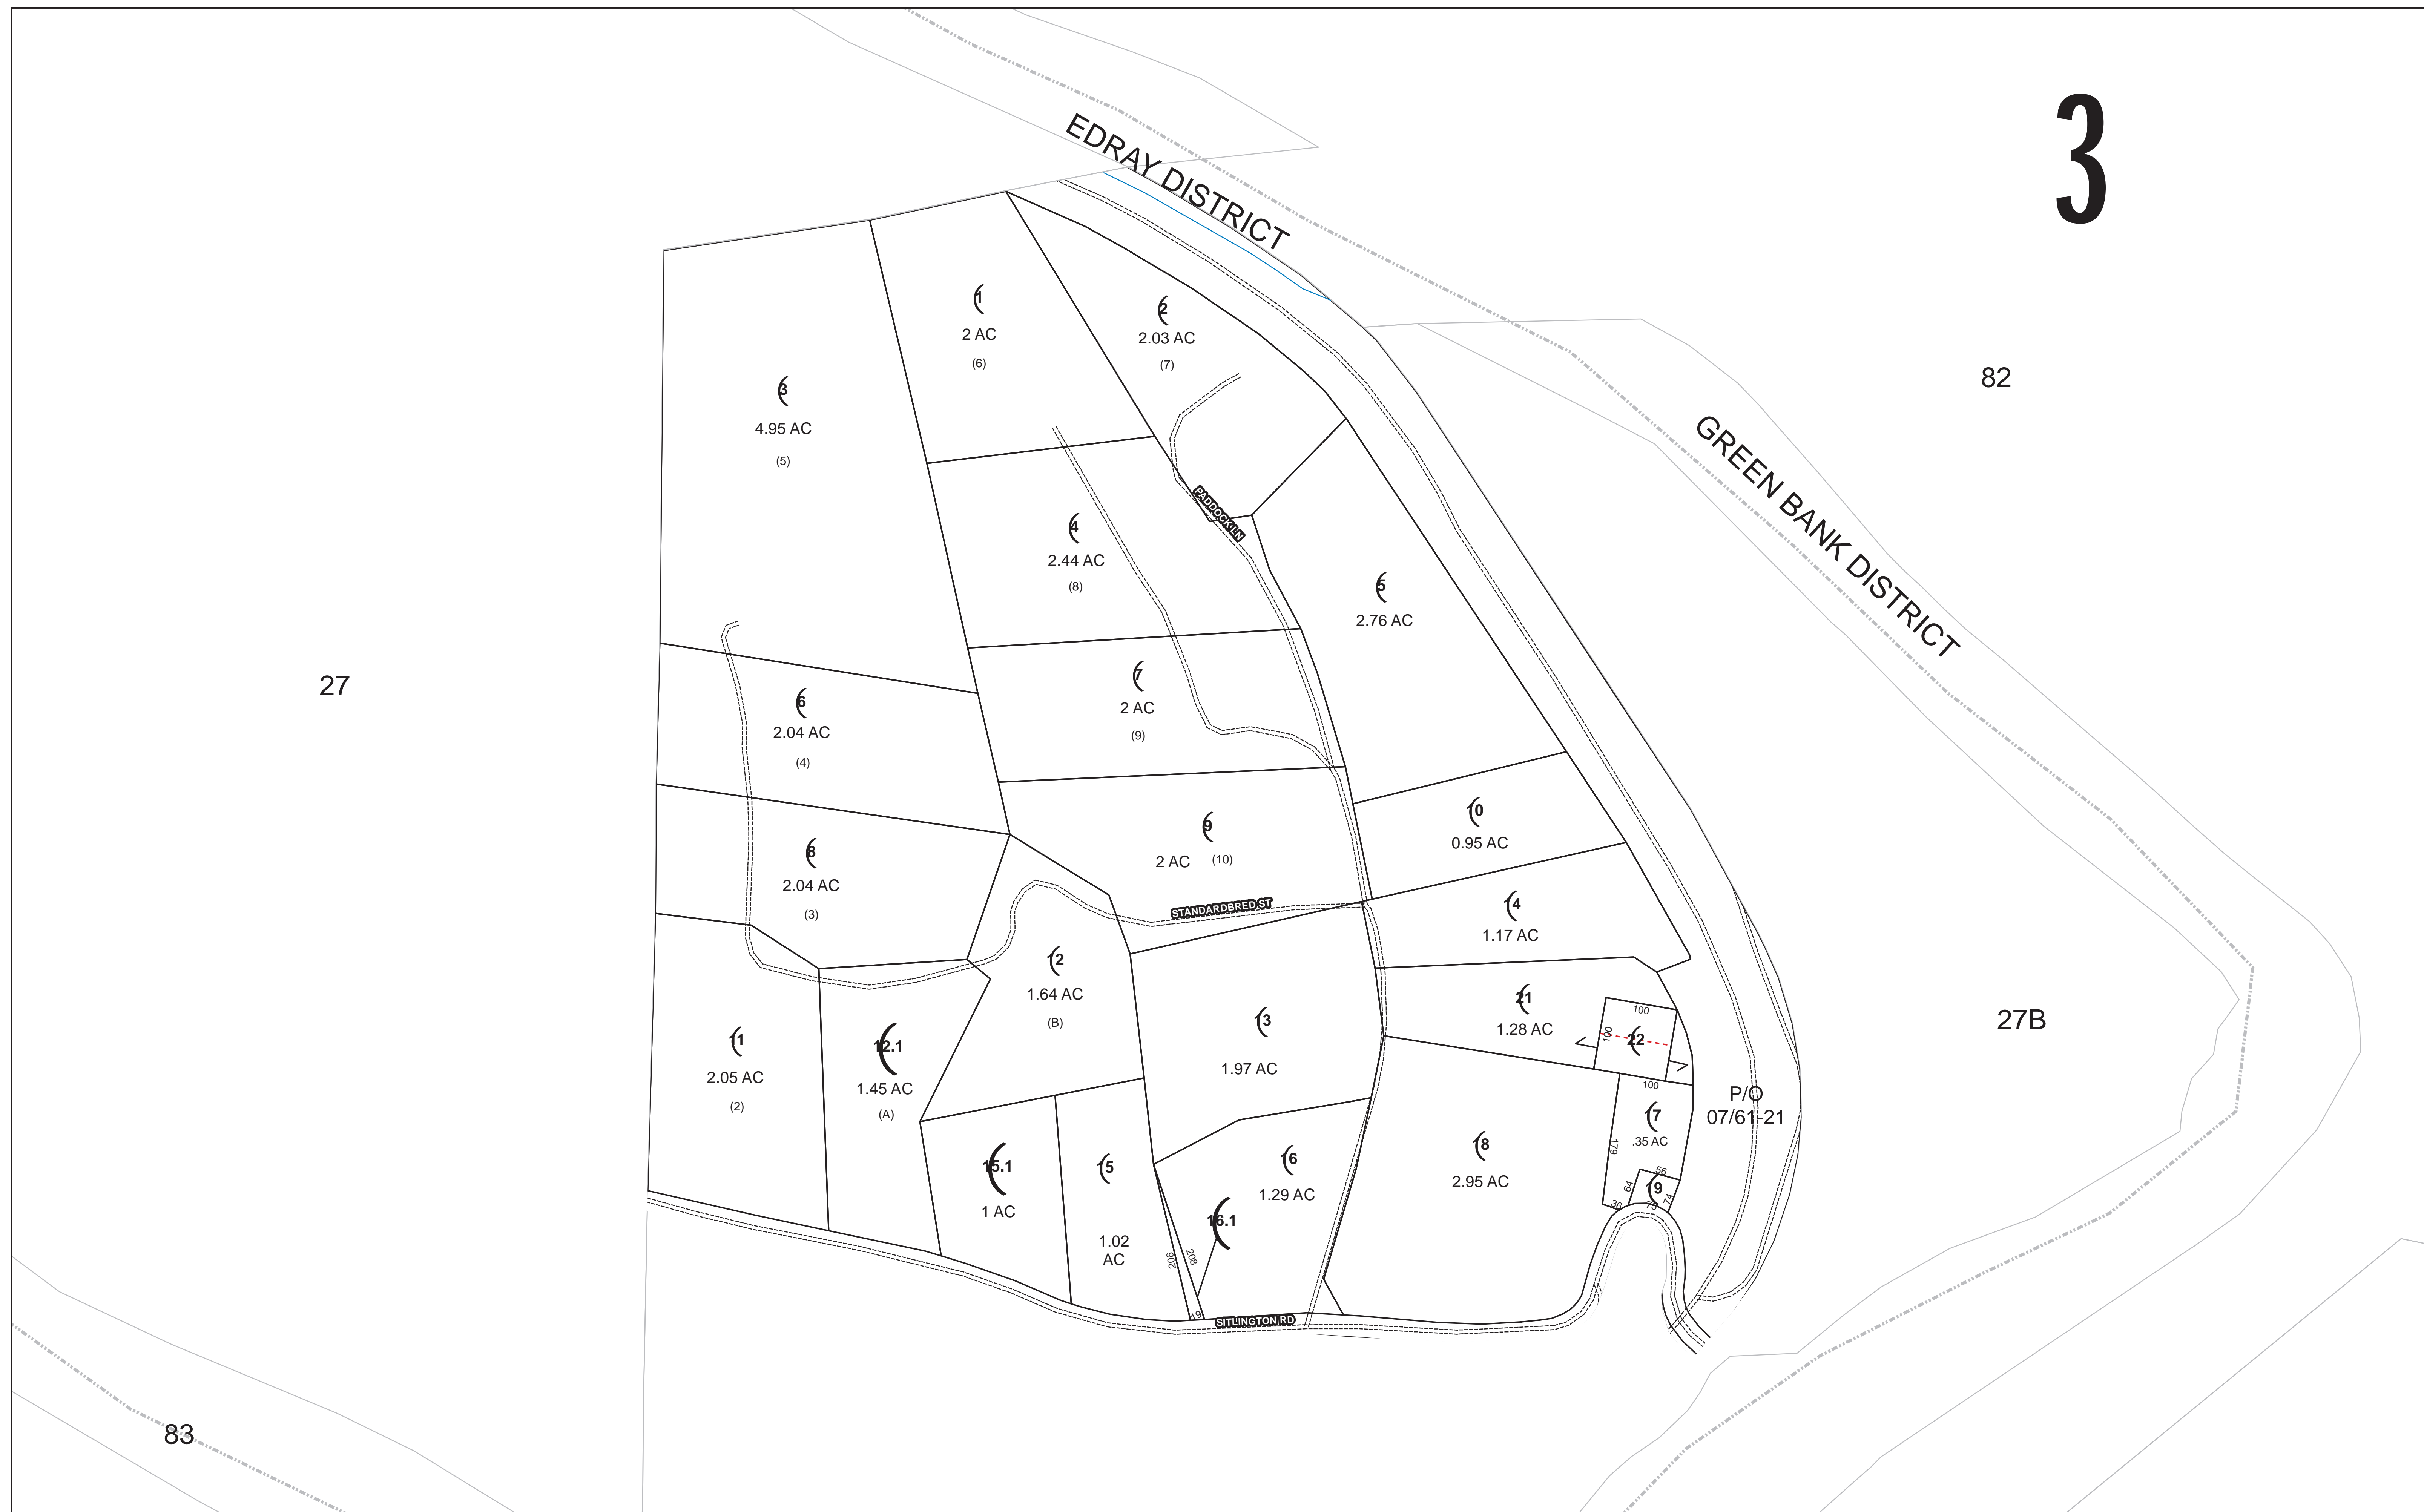 3
EDRAY DISTRICT
GREEN BANK DISTRICT
82
27
27B
83
1
2 AC
(6)
2
2.03 AC
(7)
3
4.95 AC
(5)
PADDOCK LN
4
2.44 AC
(8)
5
2.76 AC
6
2.04 AC
(4)
7
2 AC
(9)
8
2.04 AC
(3)
9
2 AC (10)
10
0.95 AC
STANDARDBRED ST
14
1.17 AC
12
1.64 AC
(B)
13
1.97 AC
21
1.28 AC
100
100
22
11
2.05 AC
(2)
12.1
1.45 AC
(A)
100
17
.35 AC
179
P/O
07/61-21
15.1
1 AC
15
1.02
AC
16
1.29 AC
16.1
206
208
19
18
2.95 AC
56
64
19
74
36
75
SITLINGTON RD